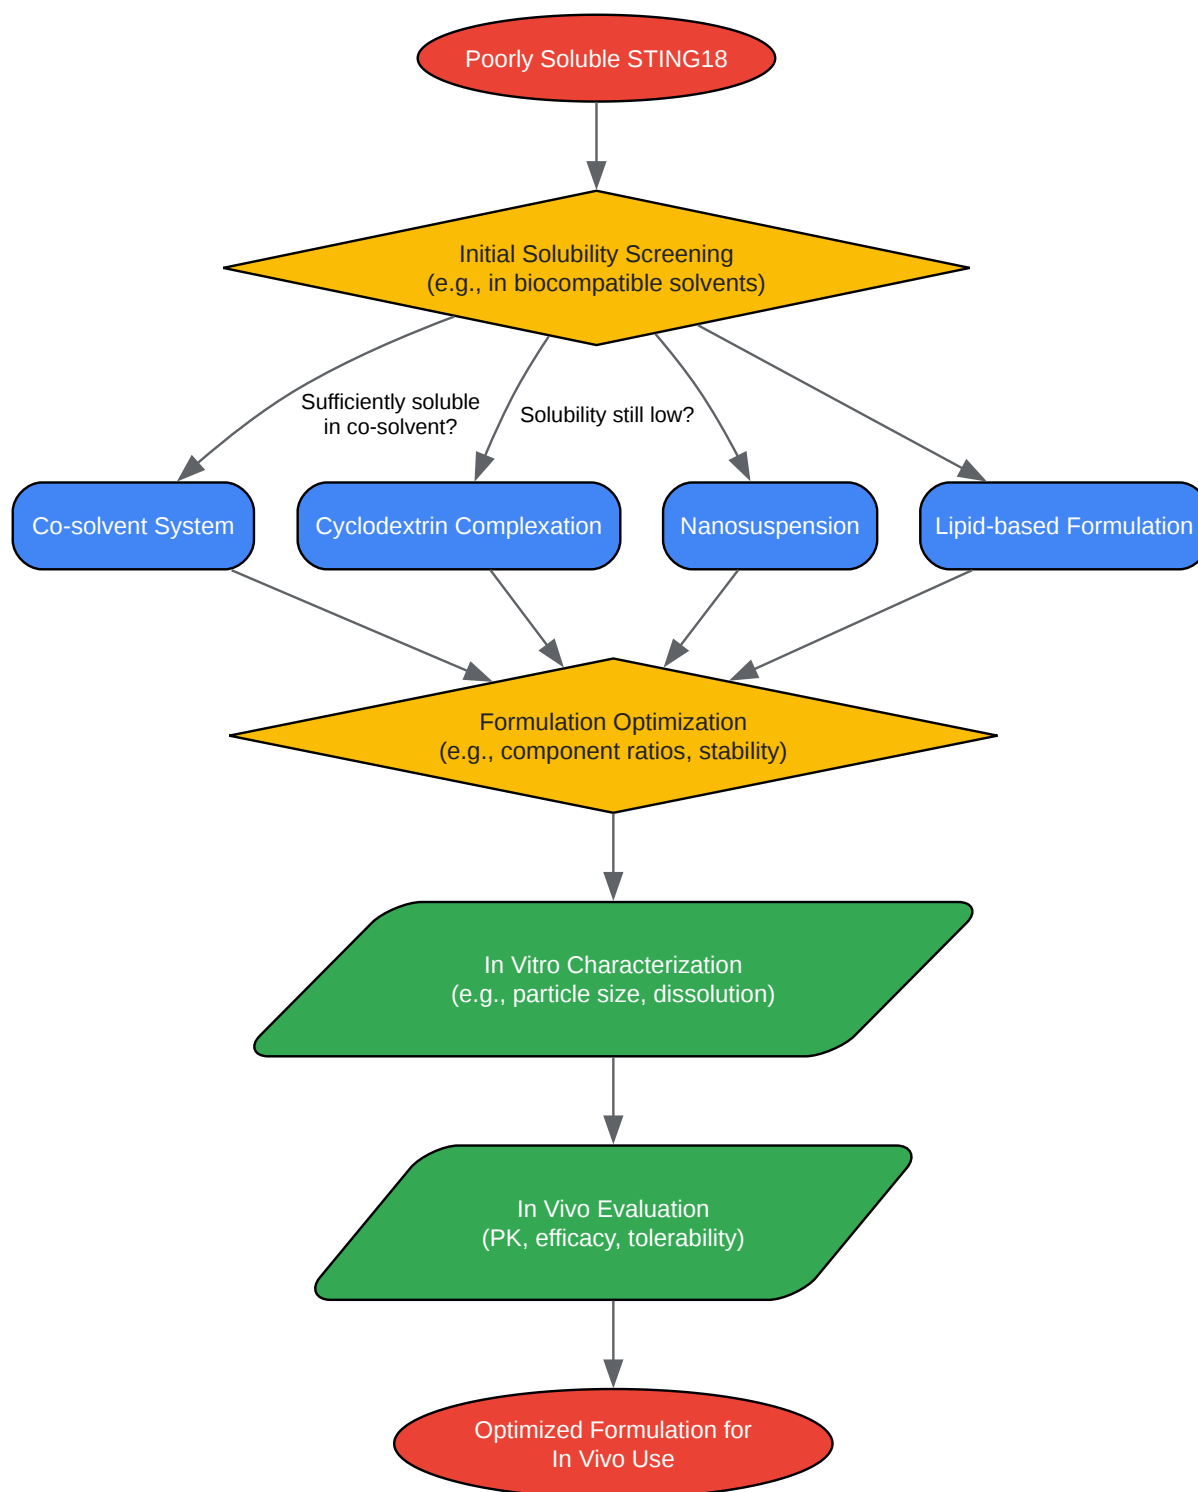 Poorly Soluble STING18
Initial Solubility Screening
(e.g., in biocompatible solvents)
Sufficiently soluble
in co-solvent?
Solubility still low?
Co-solvent System
Cyclodextrin Complexation
Nanosuspension
Lipid-based Formulation
Formulation Optimization
(e.g., component ratios, stability)
In Vitro Characterization
(e.g., particle size, dissolution)
In Vivo Evaluation
(PK, efficacy, tolerability)
Optimized Formulation for
In Vivo Use